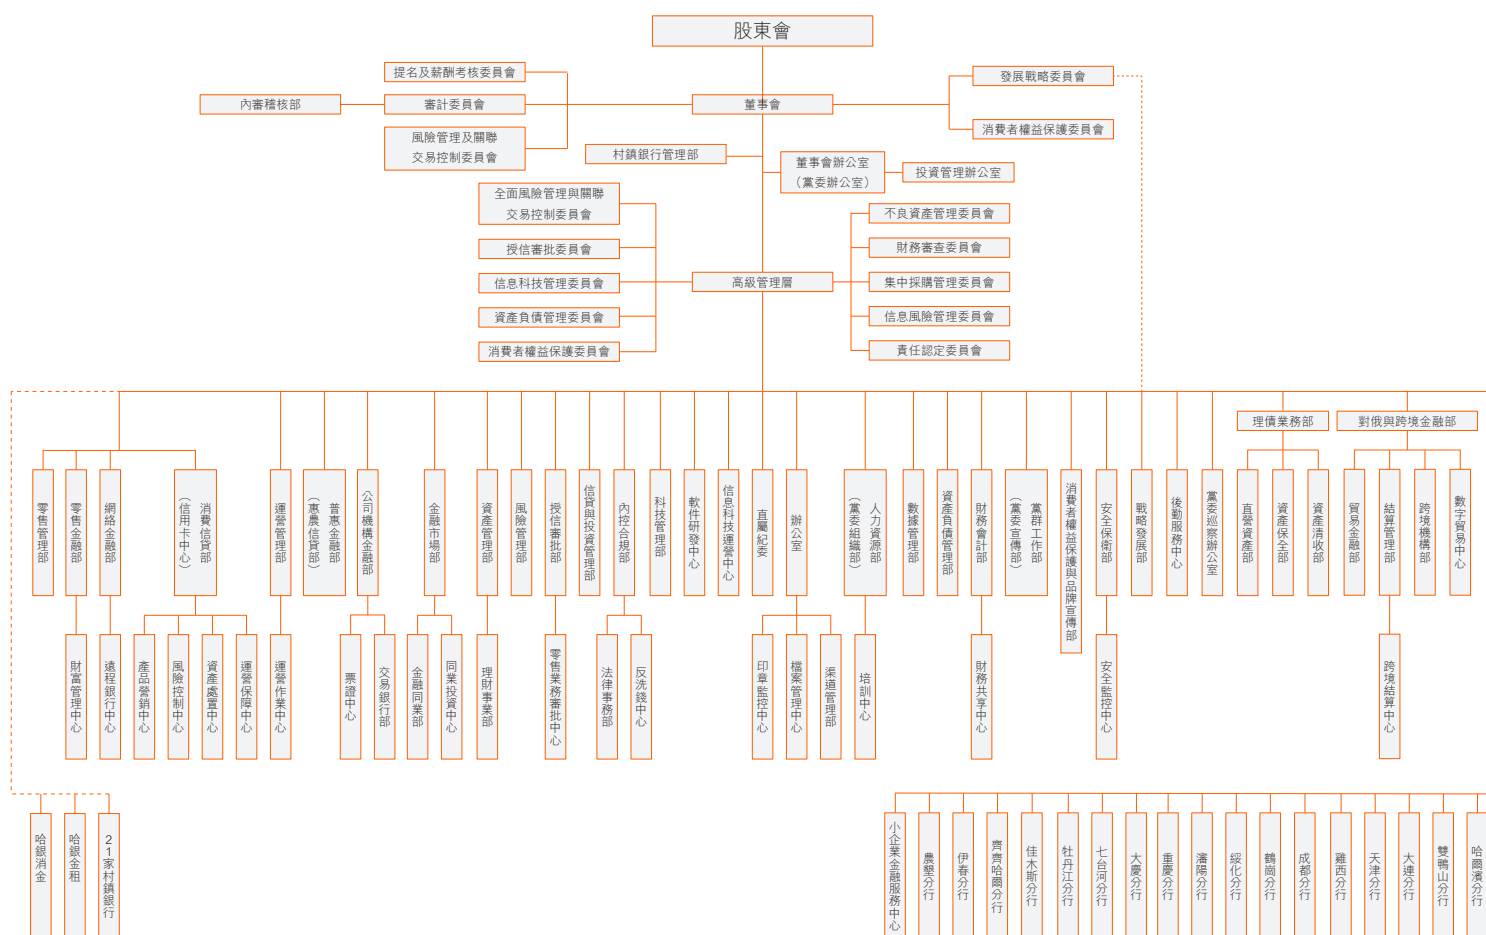 股東會
提名及薪酬考核委員會
發展戰略委員會
內審稽核部
審計委員會
董事會
消費者權益保護委員會
風險管理及關聯
交易控制委員會
村鎮銀行管理部
董事會辦公室
（黨委辦公室）
投資管理辦公室
全面風險管理與關聯
交易控制委員會
不良資產管理委員會
授信審批委員會
財務審查委員會
信息科技管理委員會
高級管理層
集中採購管理委員會
資產負債管理委員會
信息風險管理委員會
消費者權益保護委員會
責任認定委員會
理債業務部
對俄與跨境金融部
零售管理部
零售金融部
網絡金融部
消費信貸部
（信用卡中心）
運營管理部
普惠金融部
（惠農信貸部）
公司機構金融部
金融市場部
資產管理部
風險管理部
授信審批部
信貸與投資管理部
內控合規部
科技管理部
軟件研發中心
信息科技運營中心
直屬紀委
辦公室
人力資源部
（黨委組織部）
數據管理部
資產負債管理部
財務會計部
黨群工作部
（黨委宣傳部）
消費者權益保護與品牌宣傳部
安全保衛部
戰略發展部
後勤服務中心
黨委巡察辦公室
直營資產部
資產保全部
資產清收部
貿易金融部
結算管理部
跨境機構部
數字貿易中心
財富管理中心
遠程銀行中心
產品營銷中心
風險控制中心
資產處置中心
運營保障中心
運營作業中心
票證中心
交易銀行部
金融同業部
同業投資中心
理財事業部
零售業務審批中心
法律事務部
反洗錢中心
印章監控中心
檔案管理中心
渠道管理部
培訓中心
財務共享中心
安全監控中心
跨境結算中心
哈銀消金
哈銀金租
21家村鎮銀行
小企業金融服務中心
農墾分行
伊春分行
齊齊哈爾分行
佳木斯分行
牡丹江分行
七台河分行
大慶分行
重慶分行
瀋陽分行
綏化分行
鶴崗分行
成都分行
雞西分行
天津分行
大連分行
雙鴨山分行
哈爾濱分行